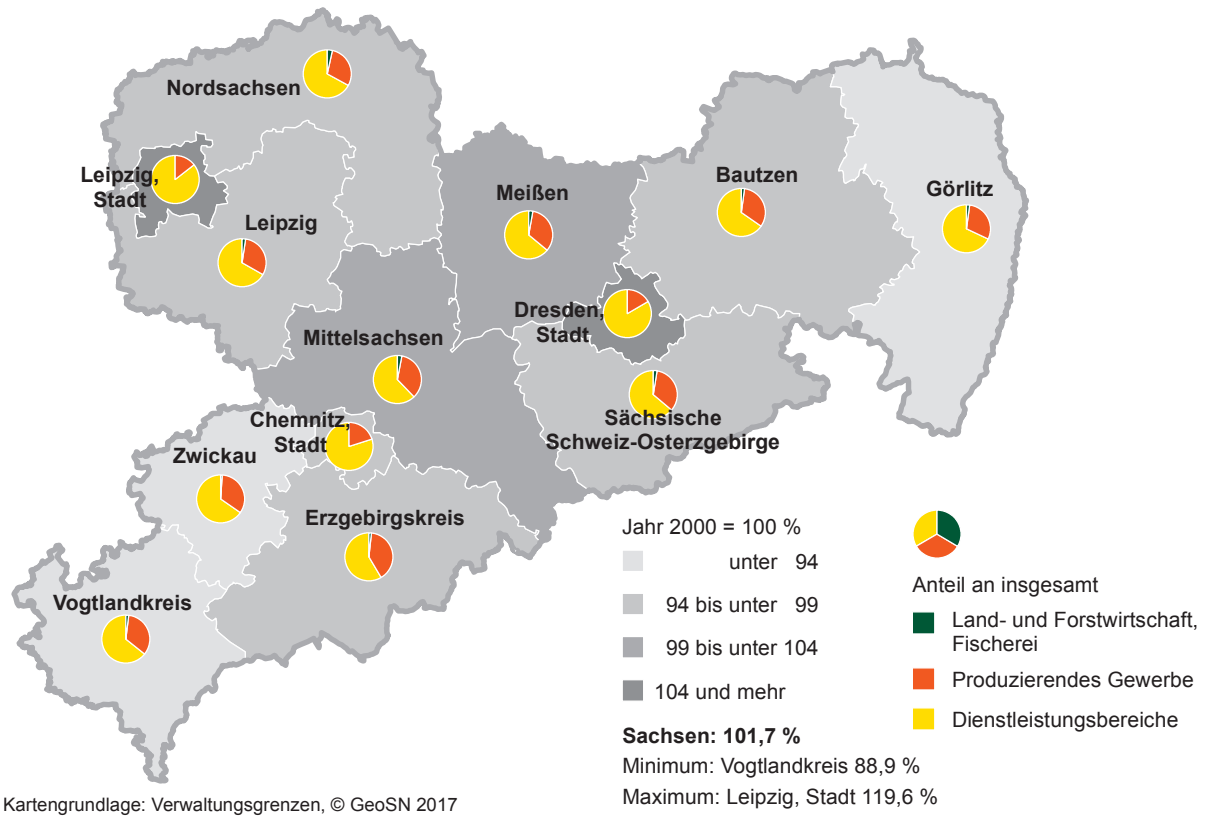 Nordsachsen
Leipzig,
Stadt
Leipzig
Meißen
Bautzen
Görlitz
Dresden,
Stadt
Mittelsachsen
Chemnitz,
Stadt
Sächsische
Schweiz-Osterzgebirge
Zwickau
Erzgebirgskreis
Vogtlandkreis
Jahr 2000 = 100 %
unter 94
94 bis unter 99
99 bis unter 104
104 und mehr
Sachsen: 101,7 %
Minimum: Vogtlandkreis 88,9 %
Maximum: Leipzig, Stadt 119,6 %
Anteil an insgesamt
Land- und Forstwirtschaft,
Fischerei
Produzierendes Gewerbe
Dienstleistungsbereiche
Kartengrundlage: Verwaltungsgrenzen, © GeoSN 2017